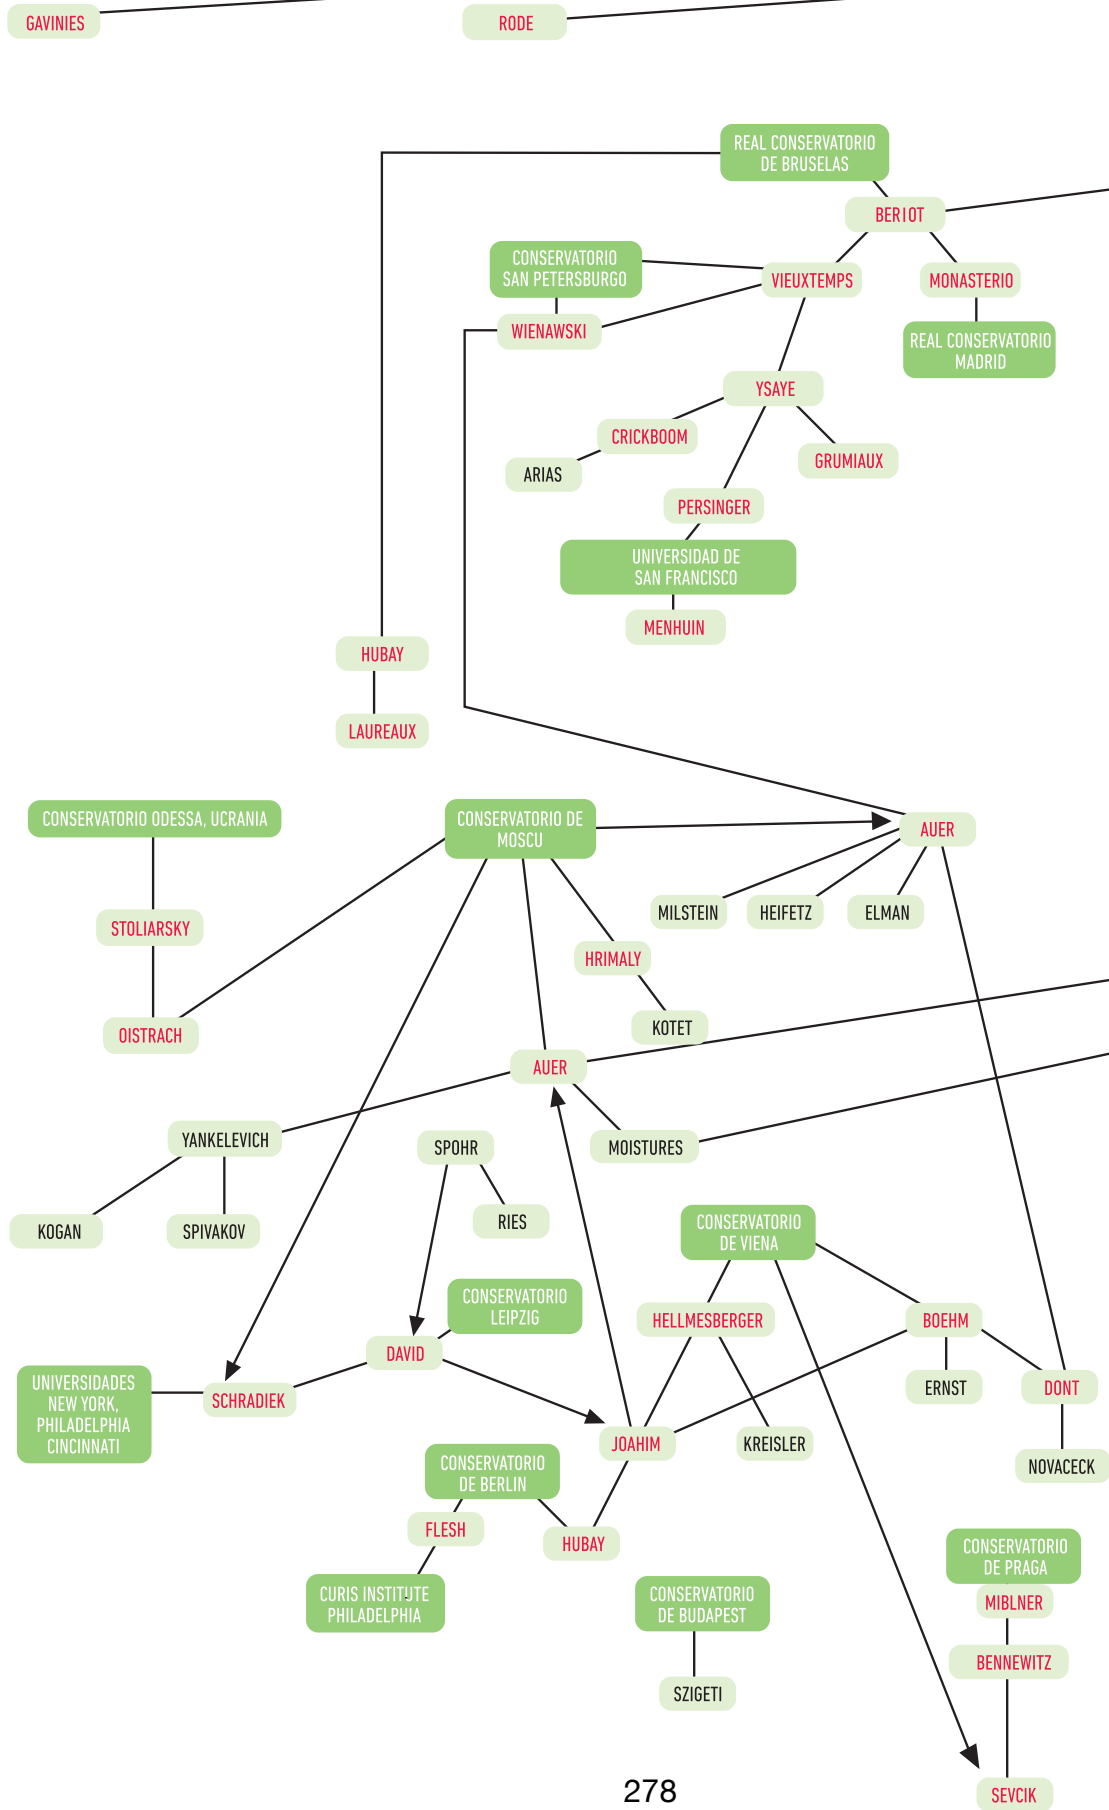 GAVINIES
RODE
REAL CONSERVATORIO
DE BRUSELAS
BERIOT
CONSERVATORIO
SAN PETERSBURGO
VIEUXTEMPS
MONASTERIO
WIENAWSKI
REAL CONSERVATORIO
MADRID
YSAYE
CRICKBOOM
GRUMIAUX
ARIAS
PERSINGER
UNIVERSIDAD DE
SAN FRANCISCO
MENHUIN
HUBAY
LAUREAUX
CONSERVATORIO ODESSA, UCRANIA
CONSERVATORIO DE
MOSCU
AUER
MILSTEIN
HEIFETZ
ELMAN
STOLIARSKY
HRIMALY
KOTET
OISTRACH
AUER
YANKELEVICH
SPOHR
MOISTURES
KOGAN
SPIVAKOV
RIES
CONSERVATORIO
DE VIENA
CONSERVATORIO
LEIPZIG
HELLMESBERGER
BOEHM
DAVID
UNIVERSIDADES
NEW YORK,
PHILADELPHIA
CINCINNATI
SCHRADIEK
ERNST
DONT
JOAHIM
KREISLER
NOVACECK
CONSERVATORIO
DE BERLIN
FLESH
HUBAY
CONSERVATORIO
DE PRAGA
CURIS INSTITUTE
PHILADELPHIA
CONSERVATORIO
DE BUDAPEST
MIBLNER
BENNEWITZ
SZIGETI
SEVCIK
278